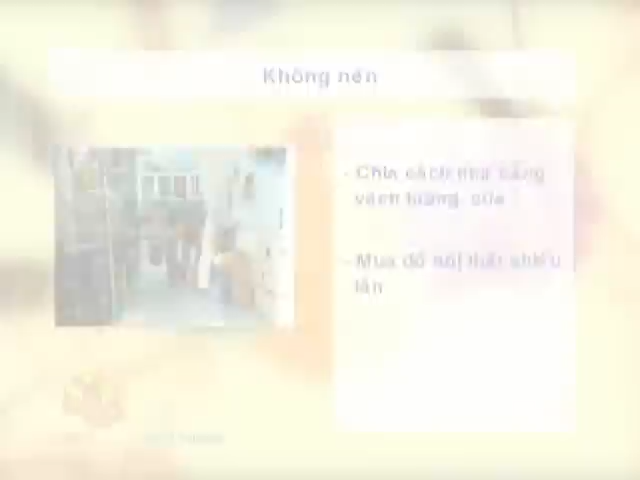 Không nên
- Chia cách nhà bằng
vách tường, cửa
- Mua đồ nội thất nhiều
lần